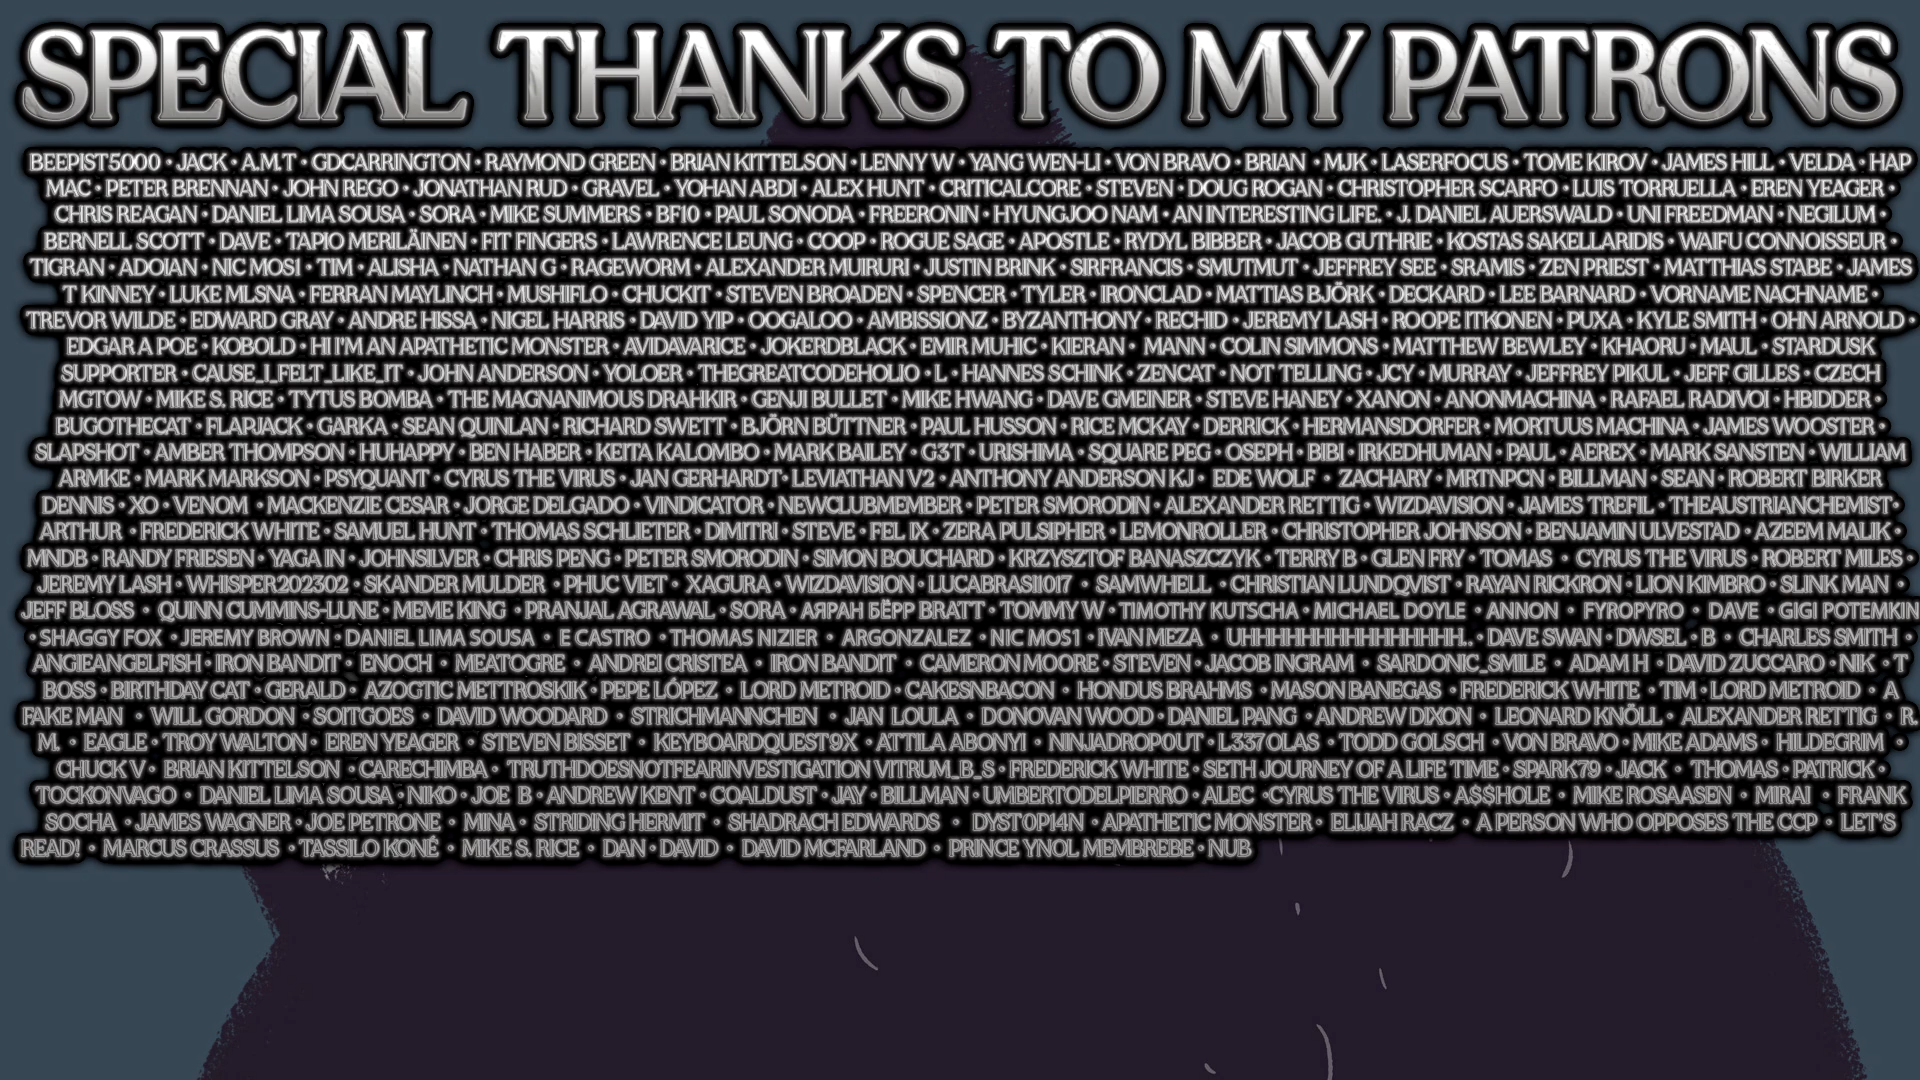 SPECIAL THANKS TO MY PATRONS
BEEPIST5000 • JACK • A.M.T • GDCARRINGTON • RAYMOND GREEN • BRIAN KITTELSON • LENNY W • YANG WEN-LI • VON BRAVO • BRIAN • MJK • LASERFOCUS • TOME KIROV • JAMES HILL • VELDA • HAP
MAC • PETER BRENNAN • JOHN REGO • JONATHAN RUD • GRAVEL • YOHAN ABDI • ALEX HUNT • CRITICALCORE • STEVEN • DOUG ROGAN • CHRISTOPHER SCARFO • LUIS TORRUELLA • EREN YEAGER •
CHRIS REAGAN • DANIEL LIMA SOUSA • SORA • MIKE SUMMERS • BF10 • PAUL SONODA • FREERONIN • HYUNGJOO NAM • AN INTERESTING LIFE. • J. DANIEL AUERSWALD • UNI FREEDMAN • NEGILUM •
BERNELL SCOTT • DAVE • TAPIO MERILÄINEN • FIT FINGERS • LAWRENCE LEUNG • COOP • ROGUE SAGE • APOSTLE • RYDYL BIBBER • JACOB GUTHRIE • KOSTAS SAKELLARIDIS • WAIFU CONNOISSEUR •
TIGRAN • ADOIAN • NIC MOS1 • TIM • ALISHA • NATHAN G • RAGEWORM • ALEXANDER MUIRURI • JUSTIN BRINK • SIRFRANCIS • SMUTMUT • JEFFREY SEE • SRAMIS • ZEN PRIEST • MATTHIAS STABE • JAMES
T KINNEY • LUKE MLSNA • FERRAN MAYLINCH • MUSHIFLO • CHUCKIT • STEVEN BROADEN • SPENCER • TYLER • IRONCLAD • MATTIAS BJÖRK • DECKARD • LEE BARNARD • VORNAME NACHNAME •
TREVOR WILDE • EDWARD GRAY • ANDRE HISSA • NIGEL HARRIS • DAVID YIP • OOGALOO • AMBISSIONZ • BYZANTHONY • RECHID • JEREMY LASH • ROOPE ITKONEN • PUXA • KYLE SMITH • OHN ARNOLD •
EDGAR A POE • KOBOLD • HI I'M AN APATHETIC MONSTER • AVIDAVARICE • JOKERDBLACK • EMIR MUHIC • KIERAN • MANN • COLIN SIMMONS • MATTHEW BEWLEY • KHAORU • MAUL • STARDUSK
SUPPORTER • CAUSE_I_FELT_LIKE_IT • JOHN ANDERSON • YOLOER • THEGREATCODEHOLIO • L • HANNES SCHINK • ZENCAT • NOT TELLING • JCY • MURRAY • JEFFREY PIKUL • JEFF GILLES • CZECH
MGTOW • MIKE S. RICE • TYTUS BOMBA • THE MAGNANIMOUS DRAHKIR • GENJI BULLET • MIKE HWANG • DAVE GMEINER • STEVE HANEY • XANON • ANONMACHINA • RAFAEL RADIVOI • HBIDDER •
BUGOTHECAT • FLAPJACK • GARKA • SEAN QUINLAN • RICHARD SWETT • BJÖRN BÜTTNER • PAUL HUSSON • RICE MCKAY • DERRICK • HERMANSDORFER • MORTUUS MACHINA • JAMES WOOSTER •
SLAPSHOT • AMBER THOMPSON • HUHAPPY • BEN HABER • KEITA KALOMBO • MARK BAILEY • G3T • URISHIMA • SQUARE PEG • OSEPH • BIBI • IRKEDHUMAN • PAUL • AEREX • MARK SANSTEN • WILLIAM
ARMKE • MARK MARKSON • PSYQUANT • CYRUS THE VIRUS • JAN GERHARDT • LEVIATHAN V2 • ANTHONY ANDERSON KJ • EDE WOLF • ZACHARY • MRTNPCN • BILLMAN • SEAN • ROBERT BIRKER
DENNIS • XO • VENOM • MACKENZIE CESAR • JORGE DELGADO • VINDICATOR • NEWCLUBMEMBER • PETER SMORODIN • ALEXANDER RETTIG • WIZDAVISION • JAMES TREFIL • THEAUSTRIANCHEMIST •
ARTHUR • FREDERICK WHITE • SAMUEL HUNT • THOMAS SCHLIETER • DIMITRI • STEVE • FEL IX • ZERA PULSIPHER • LEMONROLLER • CHRISTOPHER JOHNSON • BENJAMIN ULVESTAD • AZEEM MALIK •
MNDB • RANDY FRIESEN • YAGA IN • JOHNSILVER • CHRIS PENG • PETER SMORODIN • SIMON BOUCHARD • KRZYSZTOF BANASZCZYK • TERRY B • GLEN FRY • TOMAS • CYRUS THE VIRUS • ROBERT MILES •
JEREMY LASH • WHISPER202302 • SKANDER MULDER • PHUC VIET • XAGURA • WIZDAVISION • LUCABRASI1017 • SAMWHELL • CHRISTIAN LUNDQVIST • RAYAN RICKRON • LION KIMBRO • SLINK MAN •
JEFF BLOSS • QUINN CUMMINS-LUNE • MEME KING • PRANJAL AGRAWAL • SORA • АЯРАН БЁРР BRATT • TOMMY W • TIMOTHY KUTSCHA • MICHAEL DOYLE • ANNON • FYROPYRO • DAVE • GIGI POTEMKIN
• SHAGGY FOX • JEREMY BROWN • DANIEL LIMA SOUSA • E CASTRO • THOMAS NIZIER • ARGONZALEZ • NIC MOS1 • IVAN MEZA • UHHHHHHHHHHHHHH.. • DAVE SWAN • DWSEL • B • CHARLES SMITH •
ANGIEANGELFISH • IRON BANDIT • ENOCH • MEATOGRE • ANDREI CRISTEA • IRON BANDIT • CAMERON MOORE • STEVEN • JACOB INGRAM • SARDONIC_SMILE • ADAM H • DAVID ZUCCARO • NIK • T
BOSS • BIRTHDAY CAT • GERALD • AZOGTIC METTROSKIK • PEPE LÓPEZ • LORD METROID • CAKESNBACON • HONDUS BRAHMS • MASON BANEGAS • FREDERICK WHITE • TIM • LORD METROID • A
FAKE MAN • WILL GORDON • SOITGOES • DAVID WOODARD • STRICHMANNCHEN • JAN LOULA • DONOVAN WOOD • DANIEL PANG • ANDREW DIXON • LEONARD KNÕLL • ALEXANDER RETTIG • R.
M. • EAGLE • TROY WALTON • EREN YEAGER • STEVEN BISSET • KEYBOARDQUEST9X • ATTILA ABONYI • NINJADROP0UT • L337OLAS • TODD GOLSCH • VON BRAVO • MIKE ADAMS • HILDEGRIM •
CHUCK V • BRIAN KITTELSON • CARECHIMBA • TRUTHDOESNOTFEARINVESTIGATION VITRUM_B_S • FREDERICK WHITE • SETH JOURNEY OF A LIFE TIME • SPARK79 • JACK • THOMAS • PATRICK •
TOCKONVAGO • DANIEL LIMA SOUSA • NIKO • JOE B • ANDREW KENT • COALDUST • JAY • BILLMAN • UMBERTODELPIERRO • ALEC • CYRUS THE VIRUS • A$$HOLE • MIKE ROSAASEN • MIRAI • FRANK
SOCHA • JAMES WAGNER • JOE PETRONE • MINA • STRIDING HERMIT • SHADRACH EDWARDS • DYST0P14N • APATHETIC MONSTER • ELIJAH RACZ • A PERSON WHO OPPOSES THE CCP • LET'S
READ! • MARCUS CRASSUS • TASSILO KONÉ • MIKE S. RICE • DAN • DAVID • DAVID MCFARLAND • PRINCE YNOL MEMBREBE • NUB